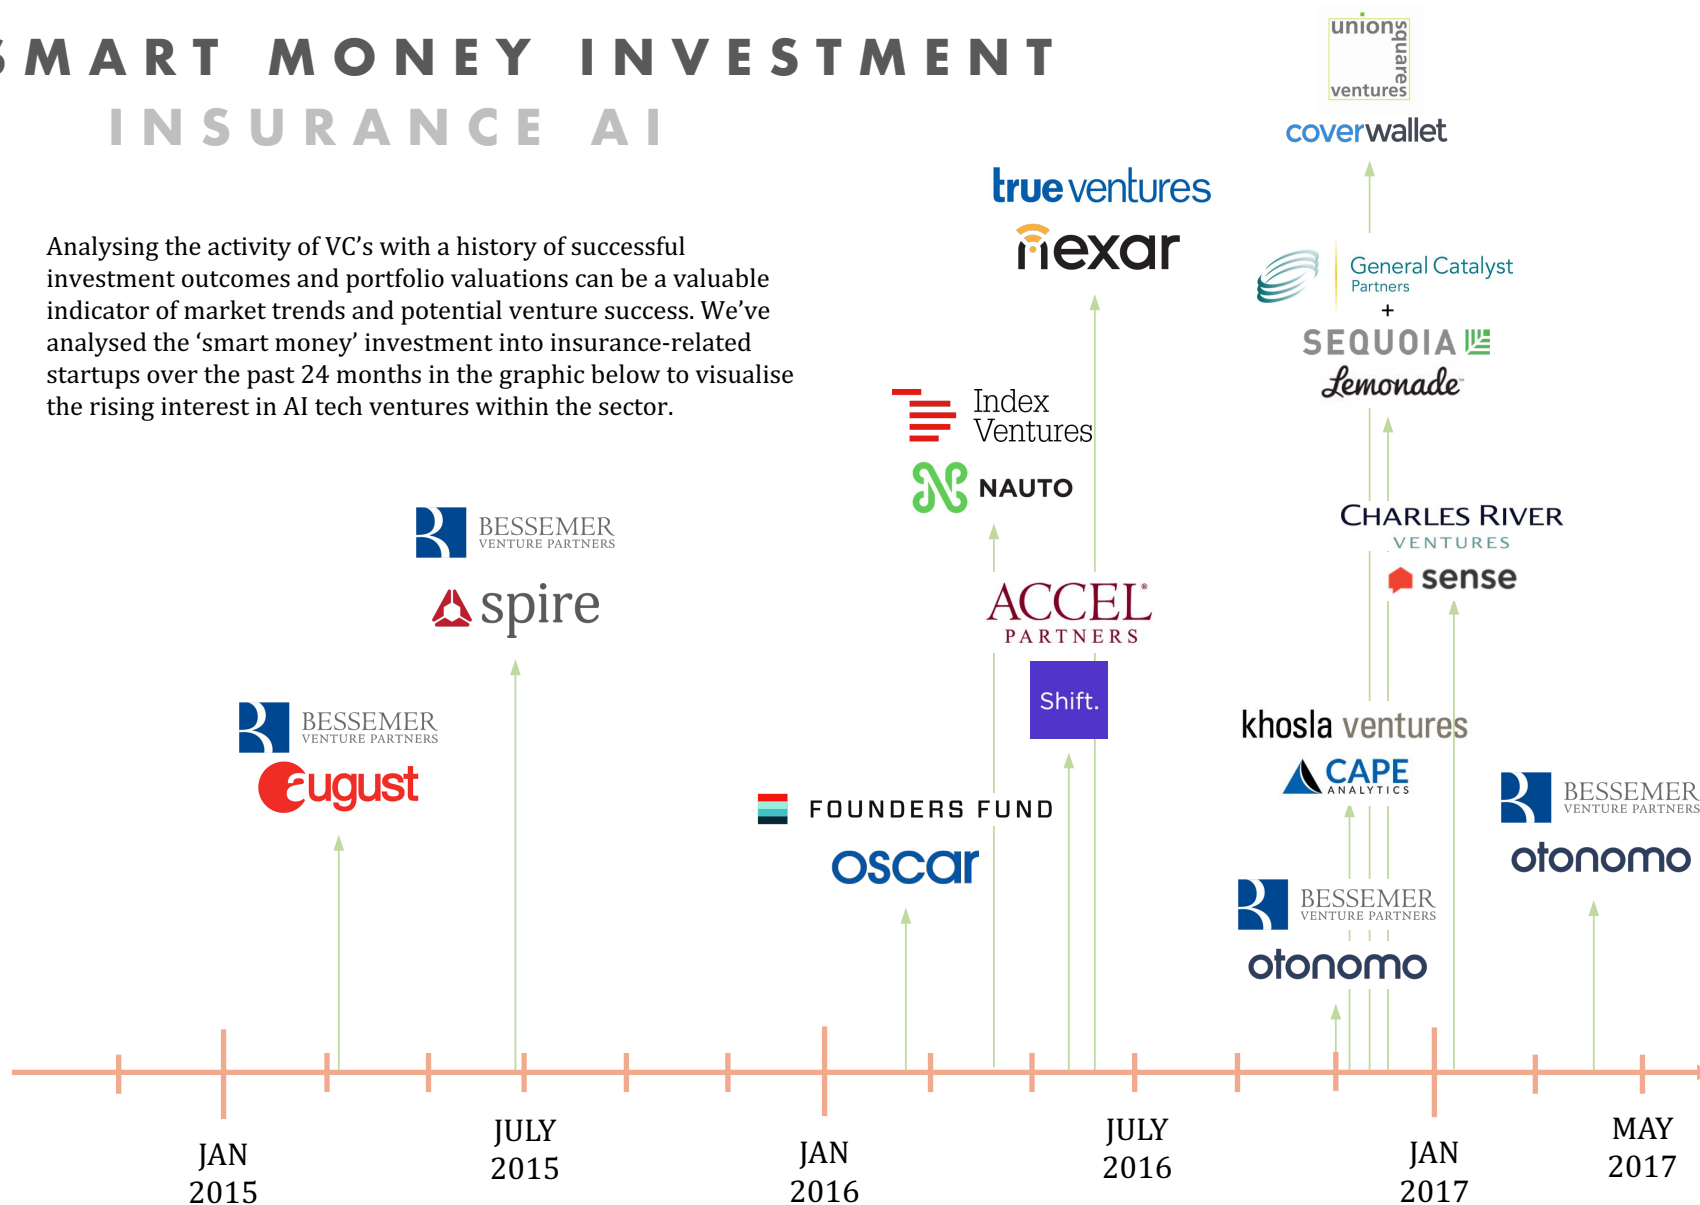 SMART MONEY INVESTMENT
INSURANCE AI
Analysing the activity of VC's with a history of successful
investment outcomes and portfolio valuations can be a valuable
indicator of market trends and potential venture success. We've
analysed the 'smart money' investment into insurance-related
startups over the past 24 months in the graphic below to visualise
the rising interest in AI tech ventures within the sector.
union square ventures
coverwallet
true ventures
nexar
General Catalyst
Partners
+
SEQUOIA
Lemonade
Index
Ventures
NAUTO
CHARLES RIVER
VENTURES
sense
BESSEMER
VENTURE PARTNERS
spire
ACCEL®
PARTNERS
Shift.
BESSEMER
VENTURE PARTNERS
august
khosla ventures
CAPE
ANALYTICS
FOUNDERS FUND
oscar
BESSEMER
VENTURE PARTNERS
otonomo
BESSEMER
VENTURE PARTNERS
otonomo
JAN
2015
JULY
2015
JAN
2016
JULY
2016
JAN
2017
MAY
2017